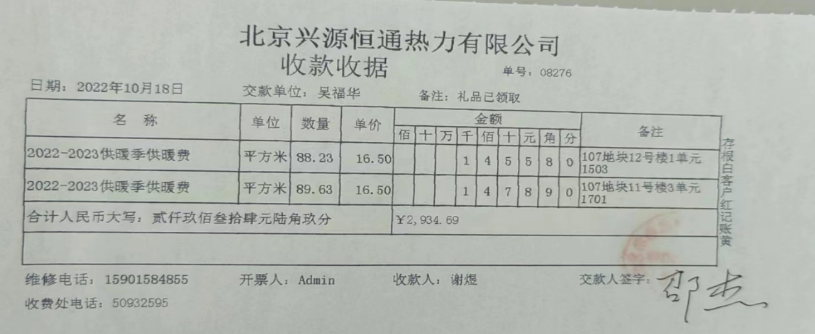 北京兴源恒通热力有限公司
收款收据
单号：08276
日期：2022年10月18日 交款单位：吴福华 备注：礼品已领取
名 称 单位 数量 单价 金额 备注
佰 十 万 千 佰 十 元 角 分
2022-2023供暖季供暖费 平方米 88.23 16.50 1 4 5 5 8 0 107地块12号楼1单元
1503
2022-2023供暖季供暖费 平方米 89.63 16.50 1 4 7 8 9 0 107地块11号楼3单元
1701
合计人民币大写：贰仟玖佰叁拾肆元陆角玖分 ¥2,934.69
存根白客户红记账黄
维修电话：15901584855 开票人：Admin 收款人：谢煜 交款人签字：邵杰
收费处电话：50932595